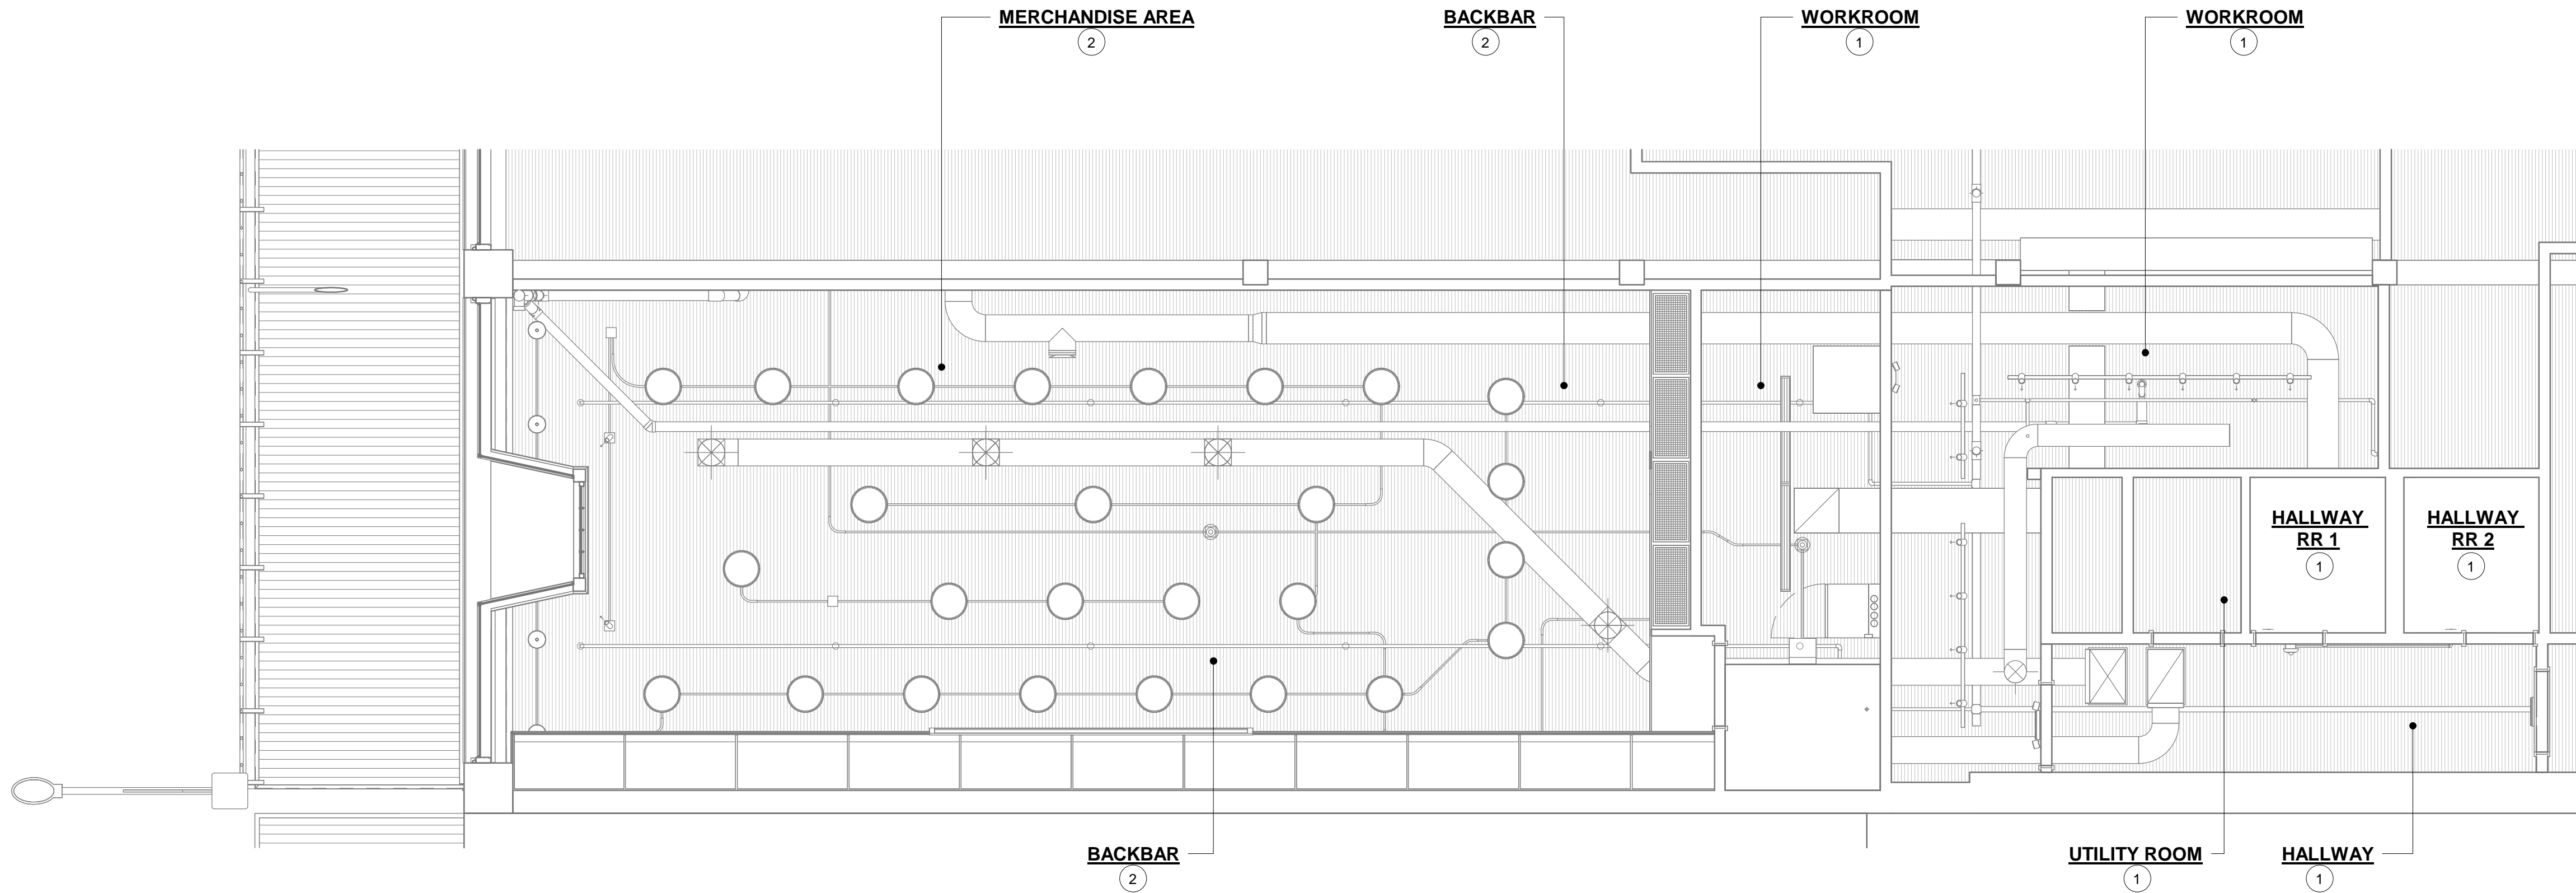 MERCHANDISE AREA
2
BACKBAR
2
WORKROOM
1
WORKROOM
1
HALLWAY
RR 1
1
HALLWAY
RR 2
1
BACKBAR
2
UTILITY ROOM
1
HALLWAY
1